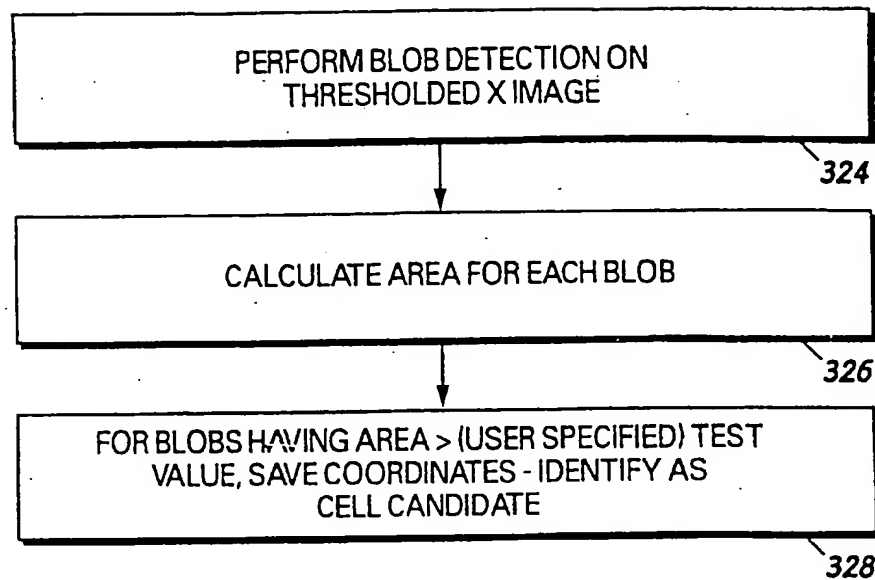 PERFORM BLOB DETECTION ON
THRESHOLDED X IMAGE
324
CALCULATE AREA FOR EACH BLOB
326
FOR BLOBS HAVING AREA > (USER SPECIFIED) TEST
VALUE, SAVE COORDINATES - IDENTIFY AS
CELL CANDIDATE
328